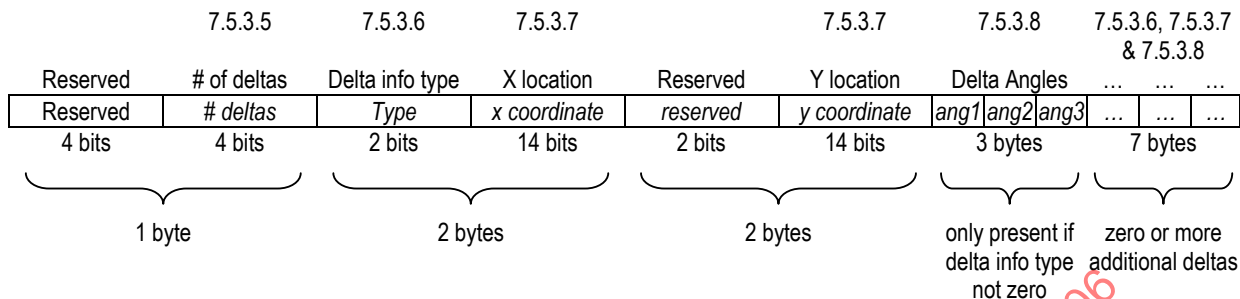 7.5.3.5 7.5.3.6 7.5.3.7 7.5.3.7 7.5.3.8 7.5.3.6, 7.5.3.7
& 7.5.3.8
Reserved # of deltas Delta info type X location Reserved Y location Delta Angles … … …
Reserved # deltas Type x coordinate reserved y coordinate ang1 ang2 ang3 … … …
4 bits 4 bits 2 bits 14 bits 2 bits 14 bits 3 bytes 7 bytes
1 byte 2 bytes 2 bytes only present if zero or more
delta info type additional deltas
not zero